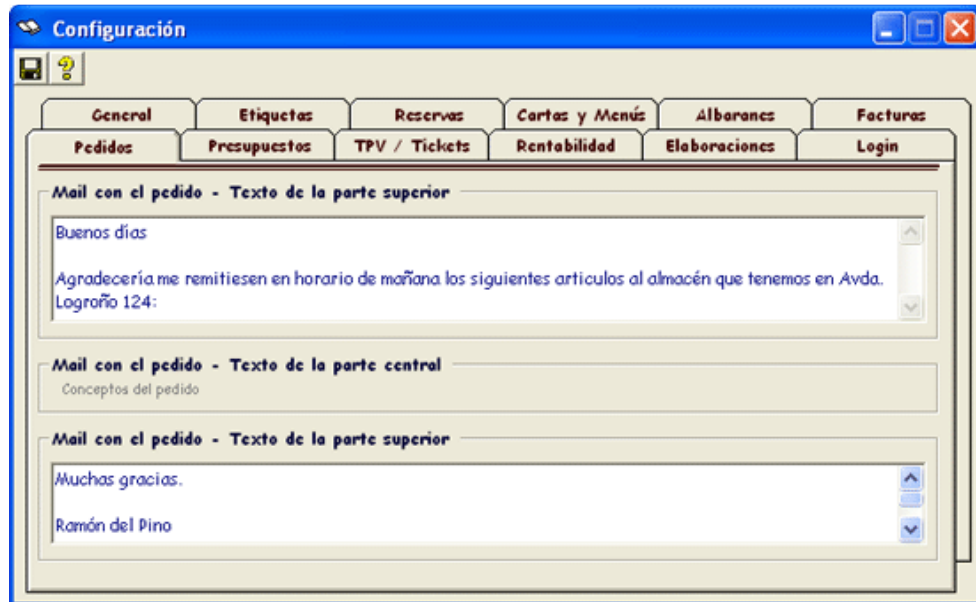 Configuración
General Etiquetas Reservas Cartas y Menús Albaranes Facturas
Pedidos Presupuestos TPV / Tickets Rentabilidad Elaboraciones Login
Mail con el pedido - Texto de la parte superior
Buenos días
Agradecería me remitiesen en horario de mañana los siguientes articulos al almacén que tenemos en Avda.
Logroño 124:
Mail con el pedido - Texto de la parte central
Conceptos del pedido
Mail con el pedido - Texto de la parte superior
Muchas gracias.
Ramón del Pino